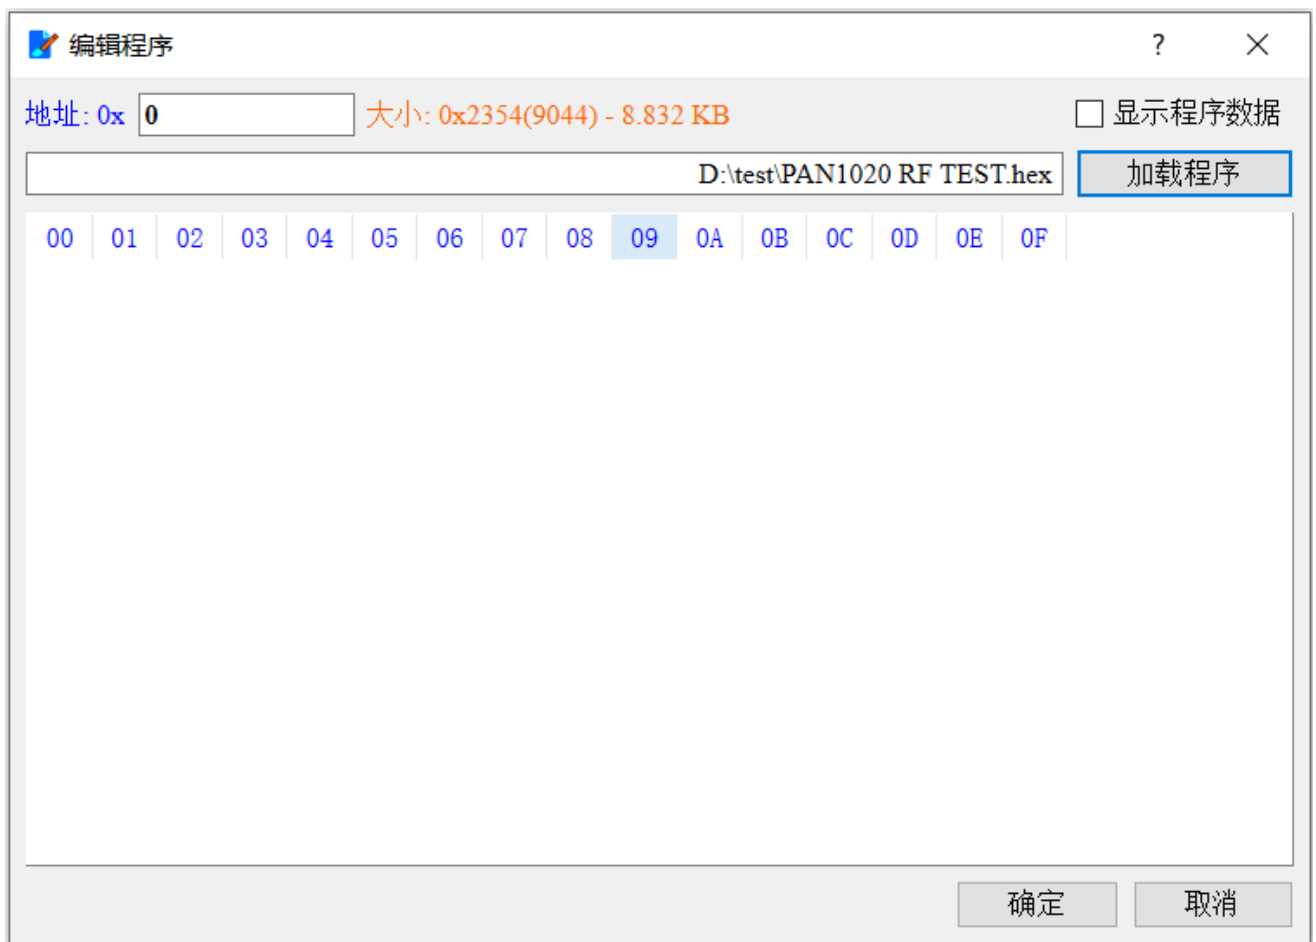 编辑程序 ? ×
地址: 0x 0 大小: 0x2354(9044) - 8.832 KB 显示程序数据
D:\test\PAN1020 RF TEST.hex 加载程序
00 01 02 03 04 05 06 07 08 09 0A 0B 0C 0D 0E 0F
确定 取消